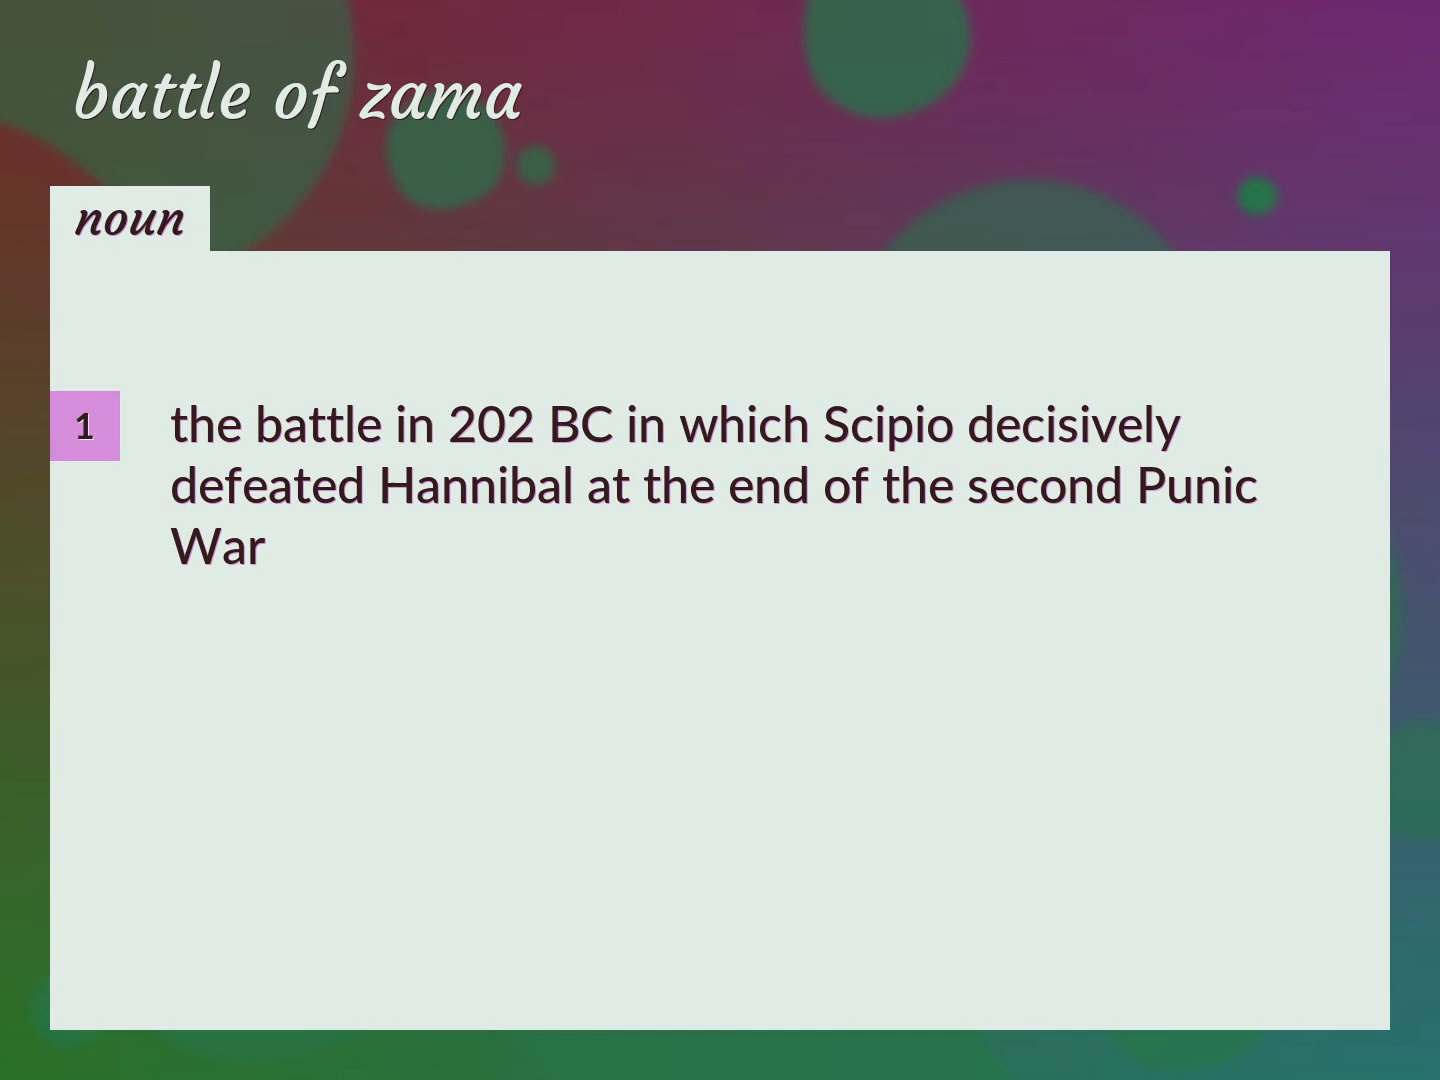 battle of zama
noun
1
the battle in 202 BC in which Scipio decisively
defeated Hannibal at the end of the second Punic
War